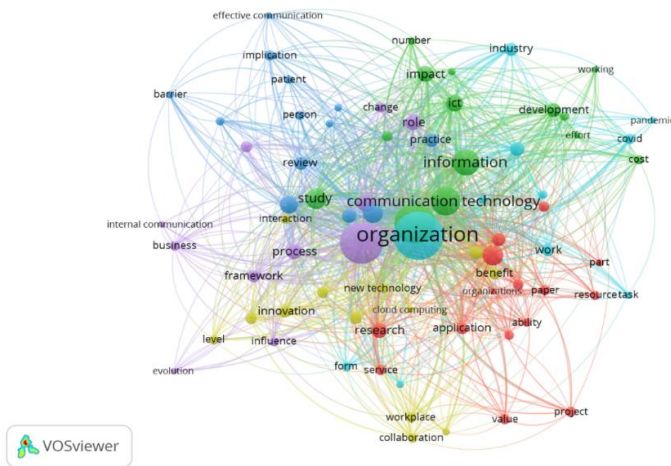 effective communication
number
industry
implication
impact
working
patient
barrier
change
ict
development
person
role
pandemic
practice
effort
covid
review
information
cost
study
communication technology
interaction
internal communication
organization
business
process
work
part
framework
benefit
new technology
organizations
paper
resource
task
innovation
cloud computing
level
influence
research
application
ability
evolution
form
service
workplace
value
project
collaboration
VOSviewer